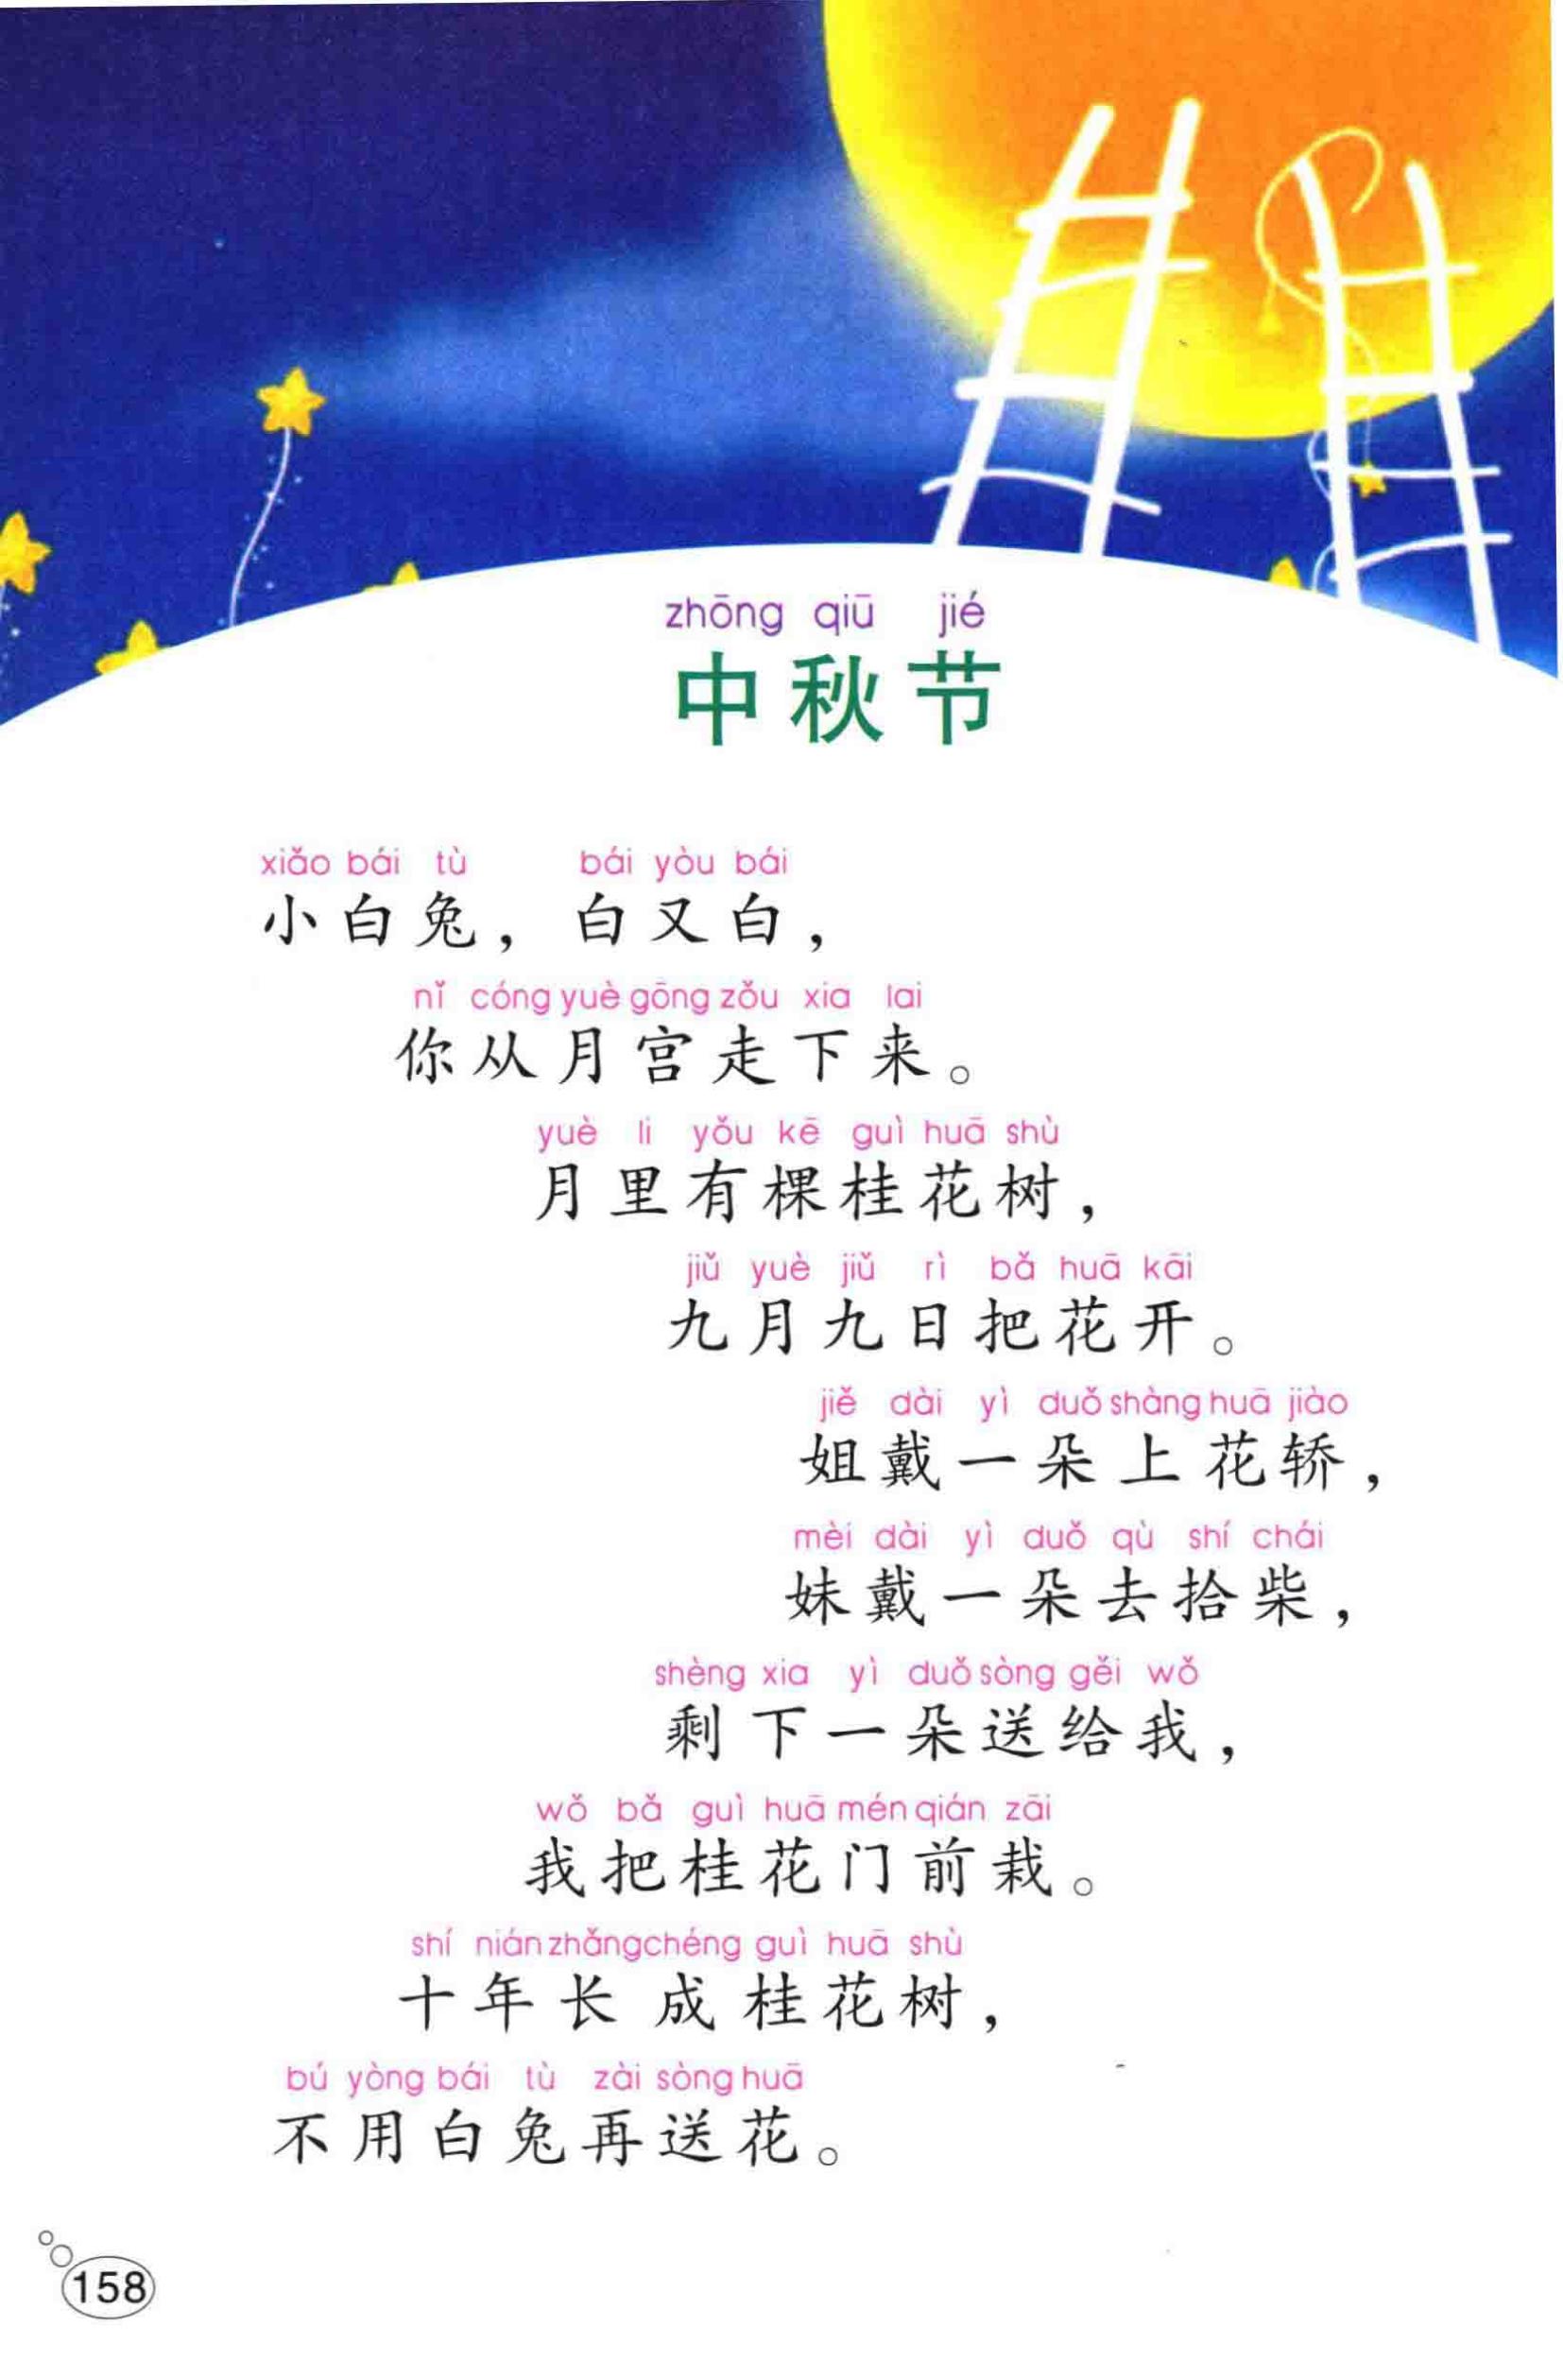 zhōng qiū jié
中秋节
xiǎo bái tù bái yòu bái
小白兔，白又白，
nǐ cóng yuè gōng zǒu xia lai
你从月宫走下来。
yuè li yǒu kē guì huā shù
月里有棵桂花树，
jiǔ yuè jiǔ rì bǎ huā kāi
九月九日把花开。
jiě dài yì duǒ shàng huā jiào
姐戴一朵上花轿，
mèi dài yì duǒ qù shí chái
妹戴一朵去拾柴，
shèng xia yì duǒ sòng gěi wǒ
剩下一朵送给我，
wǒ bǎ guì huā mén qián zāi
我把桂花门前栽。
shí nián zhǎng chéng guì huā shù
十年长成桂花树，
bú yòng bái tù zài sòng huā
不用白兔再送花。
158